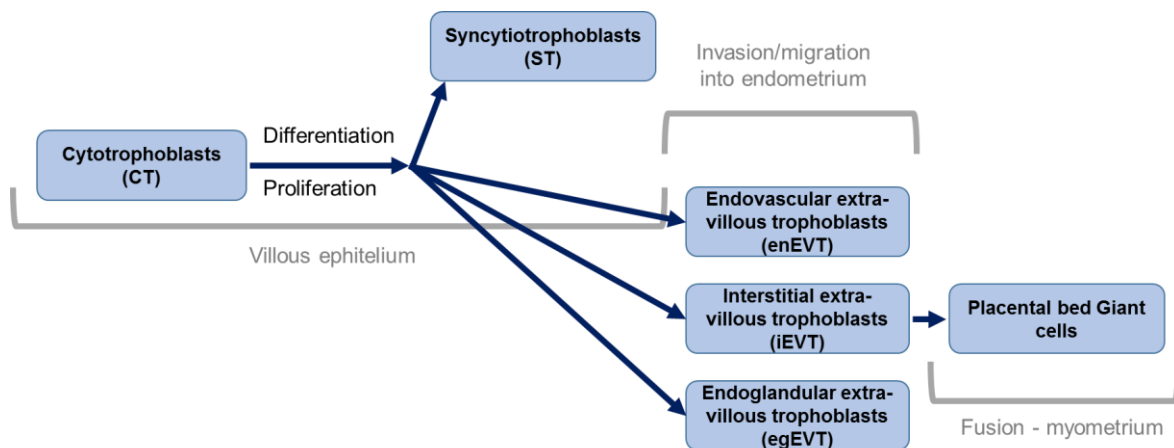 Syncytiotrophoblasts
(ST)
Invasion/migration
into endometrium
Cytotrophoblasts
(CT)
Differentiation
Proliferation
Villous ephitelium
Endovascular extra-
villous trophoblasts
(enEVT)
Interstitial extra-
villous trophoblasts
(iEVT)
Placental bed Giant
cells
Endoglandular extra-
villous trophoblasts
(egEVT)
Fusion - myometrium